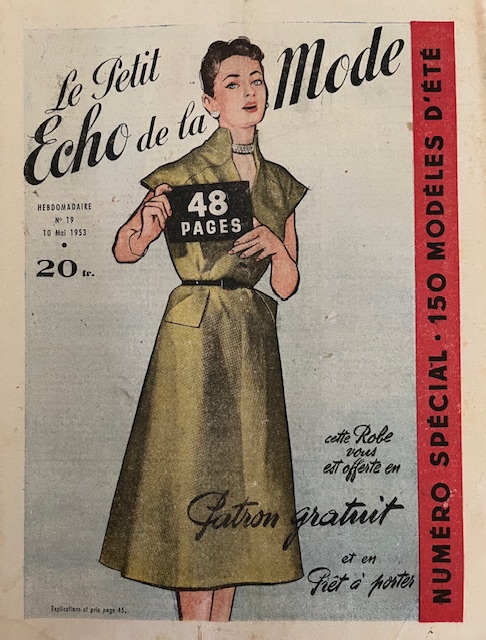 Le Petit
Echo de la Mode
HEBDOMADAIRE
N° 19
10 Mai 1953
•
20 fr.
48
PAGES
cette Robe
vous
est offerte en
Patron gratuit
et en
Prêt à porter
Explications et prix page 45.
NUMÉRO SPÉCIAL · 150 MODÈLES D'ÉTÉ